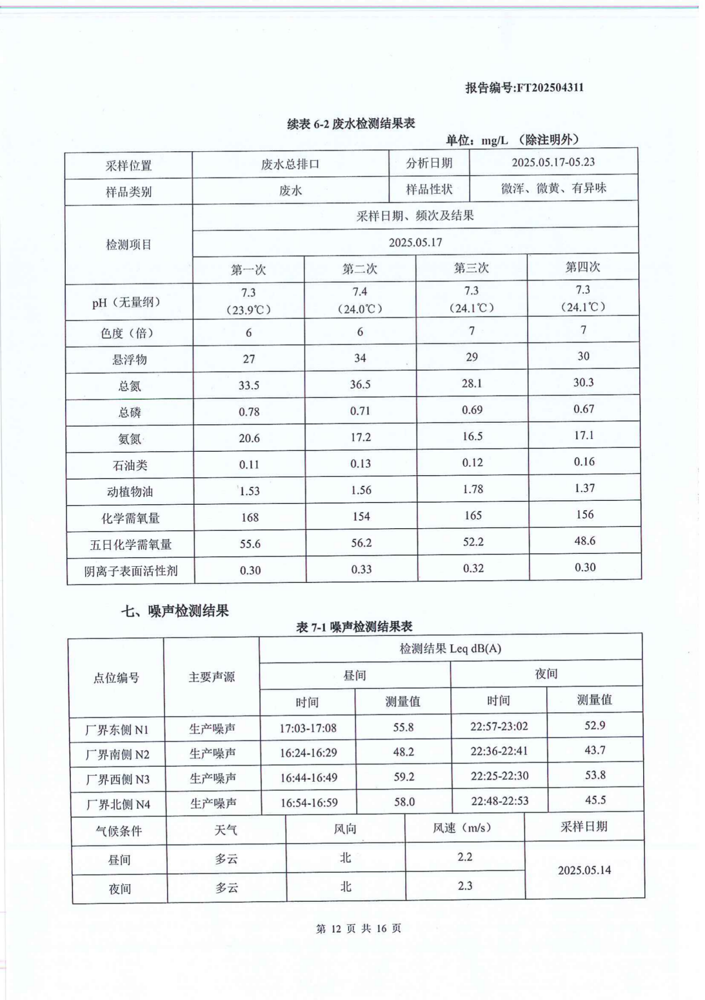 报告编号:FT202504311
续表 6-2 废水检测结果表
单位：mg/L （除注明外）
采样位置 废水总排口 分析日期 2025.05.17-05.23
样品类别 废水 样品性状 微浑、微黄、有异味
检测项目 采样日期、频次及结果
2025.05.17
第一次 第二次 第三次 第四次
pH（无量纲） 7.3（23.9℃） 7.4（24.0℃） 7.3（24.1℃） 7.3（24.1℃）
色度（倍） 6 6 7 7
悬浮物 27 34 29 30
总氮 33.5 36.5 28.1 30.3
总磷 0.78 0.71 0.69 0.67
氨氮 20.6 17.2 16.5 17.1
石油类 0.11 0.13 0.12 0.16
动植物油 1.53 1.56 1.78 1.37
化学需氧量 168 154 165 156
五日化学需氧量 55.6 56.2 52.2 48.6
阴离子表面活性剂 0.30 0.33 0.32 0.30
七、噪声检测结果
表 7-1 噪声检测结果表
点位编号 主要声源 检测结果 Leq dB(A)
昼间 夜间
时间 测量值 时间 测量值
厂界东侧 N1 生产噪声 17:03-17:08 55.8 22:57-23:02 52.9
厂界南侧 N2 生产噪声 16:24-16:29 48.2 22:36-22:41 43.7
厂界西侧 N3 生产噪声 16:44-16:49 59.2 22:25-22:30 53.8
厂界北侧 N4 生产噪声 16:54-16:59 58.0 22:48-22:53 45.5
气候条件 天气 风向 风速（m/s） 采样日期
昼间 多云 北 2.2 2025.05.14
夜间 多云 北 2.3
第 12 页 共 16 页